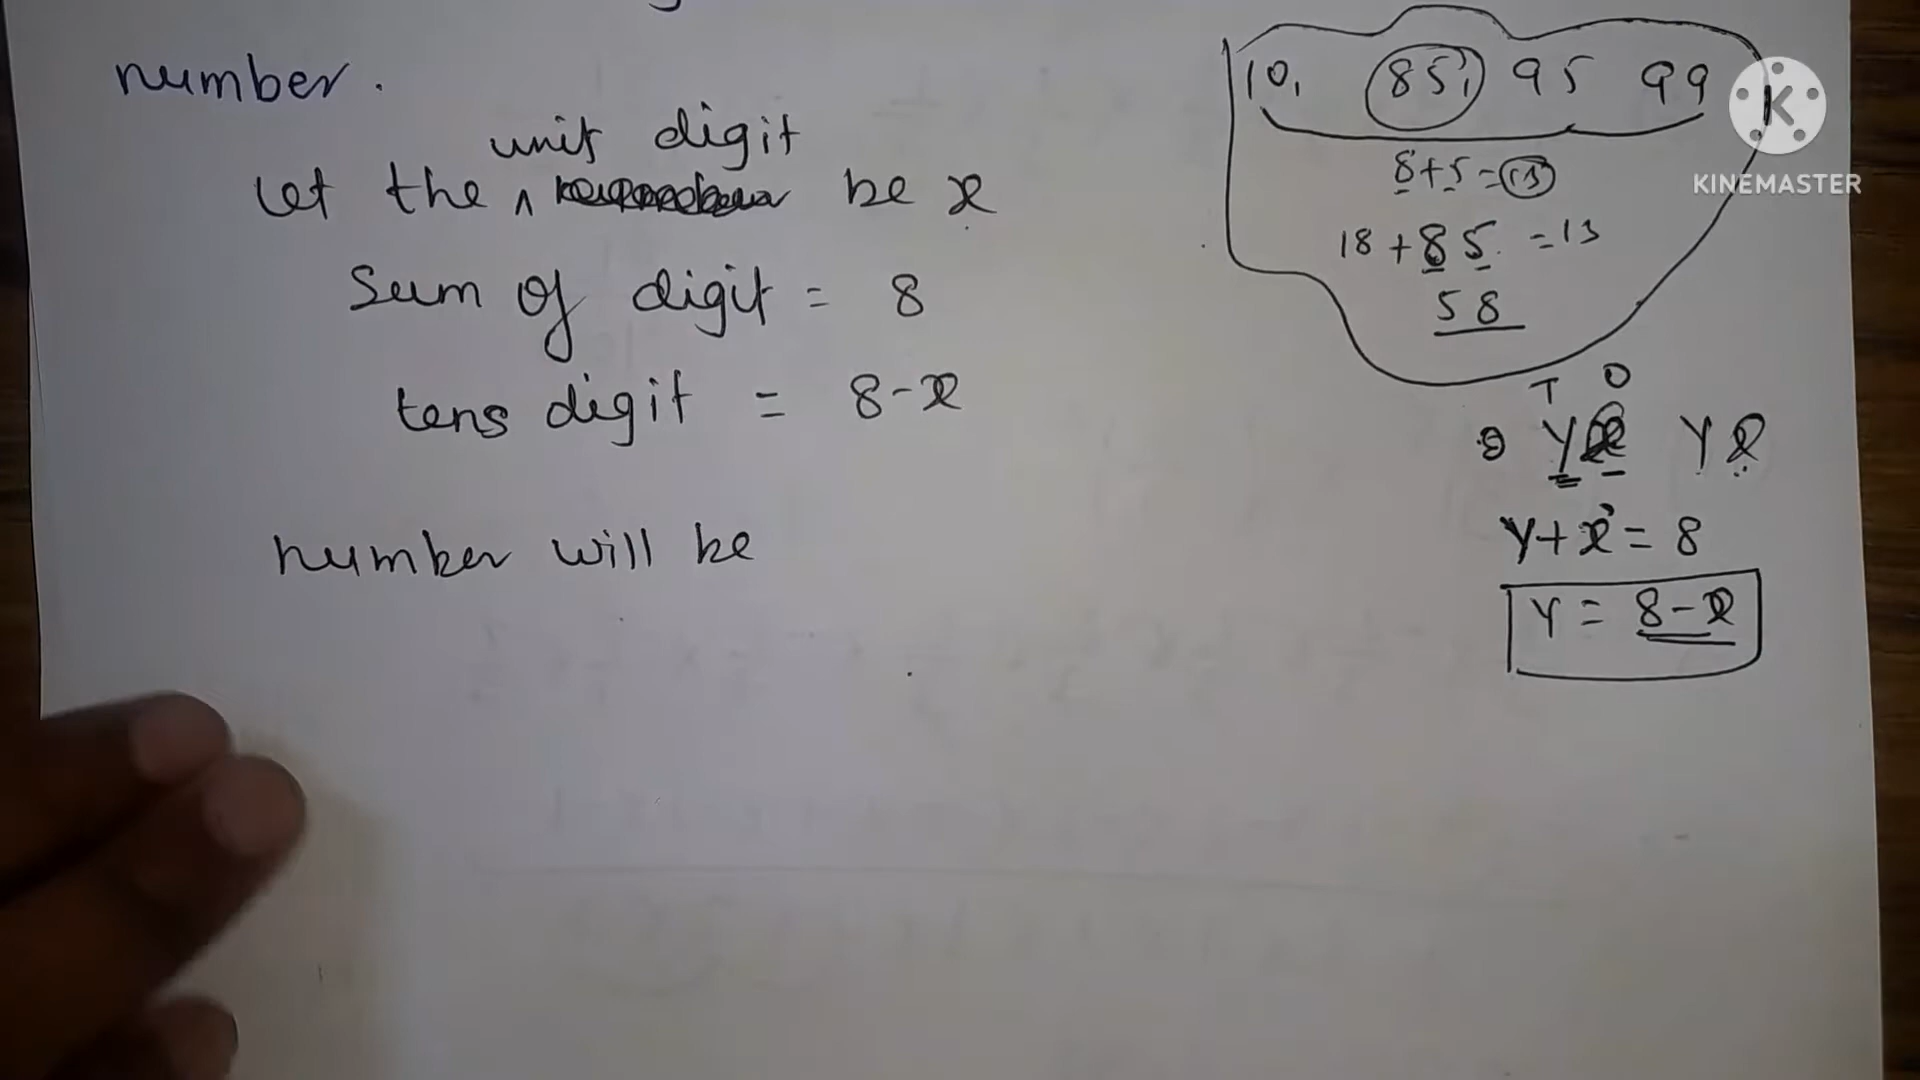 number.
unit digit
Let the ^ be x
Sum of digit = 8
tens digit = 8-x
number will be
10, 85, 95 99
8+5=13
18+85=13
58
T O
y y x
y+x=8
y = 8-x
K
KINEMASTER